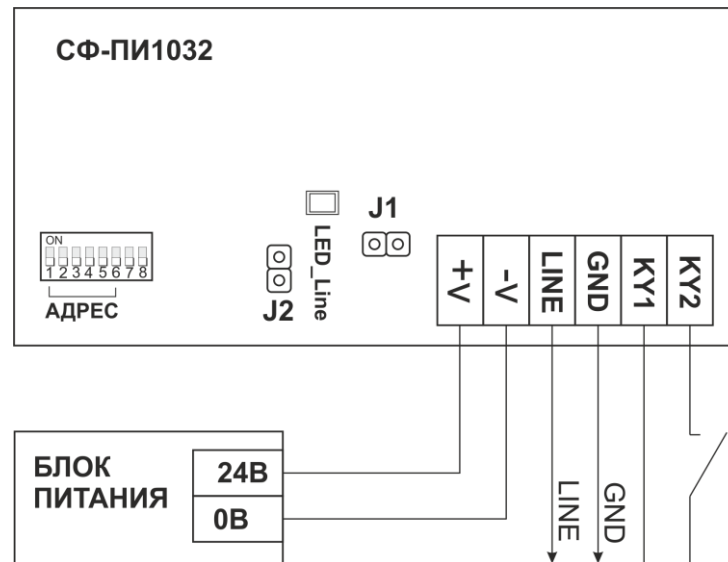 СФ-ПИ1032
ON
1 2 3 4 5 6 7 8
АДРЕС
J2
LED_Line
J1
+V
-V
LINE
GND
KY1
KY2
БЛОК
ПИТАНИЯ
24В
0В
LINE
GND